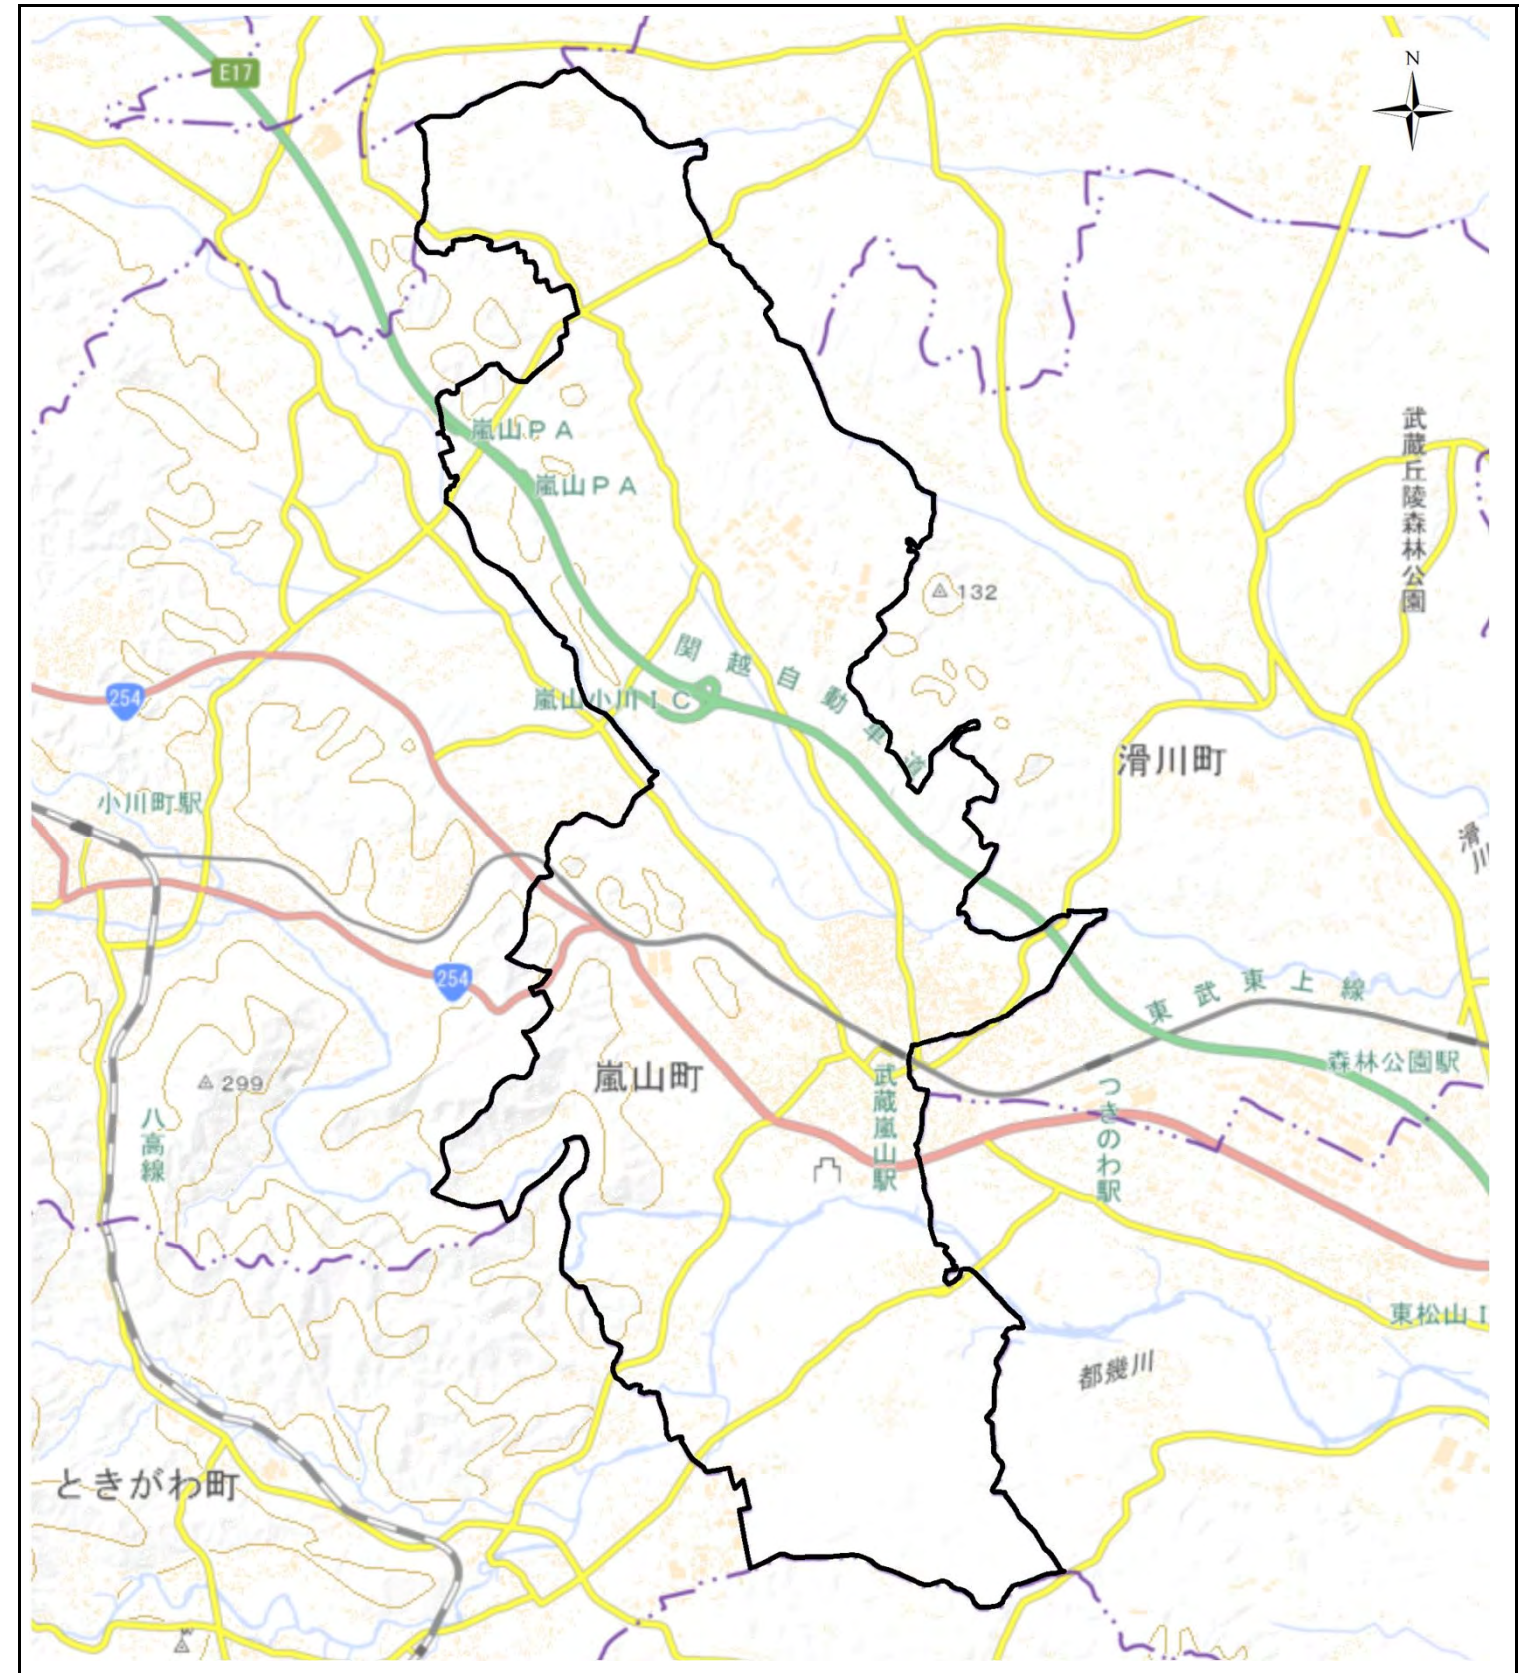 N
E17
嵐山PA
嵐山PA
武蔵丘陵森林公園
132
関越自動車道
254
嵐山小川IC
滑川町
小川町駅
滑川
254
東武東上線
森林公園駅
嵐山町
299
武蔵嵐山駅
つきのわ駅
八高線
東松山I
都幾川
ときがわ町